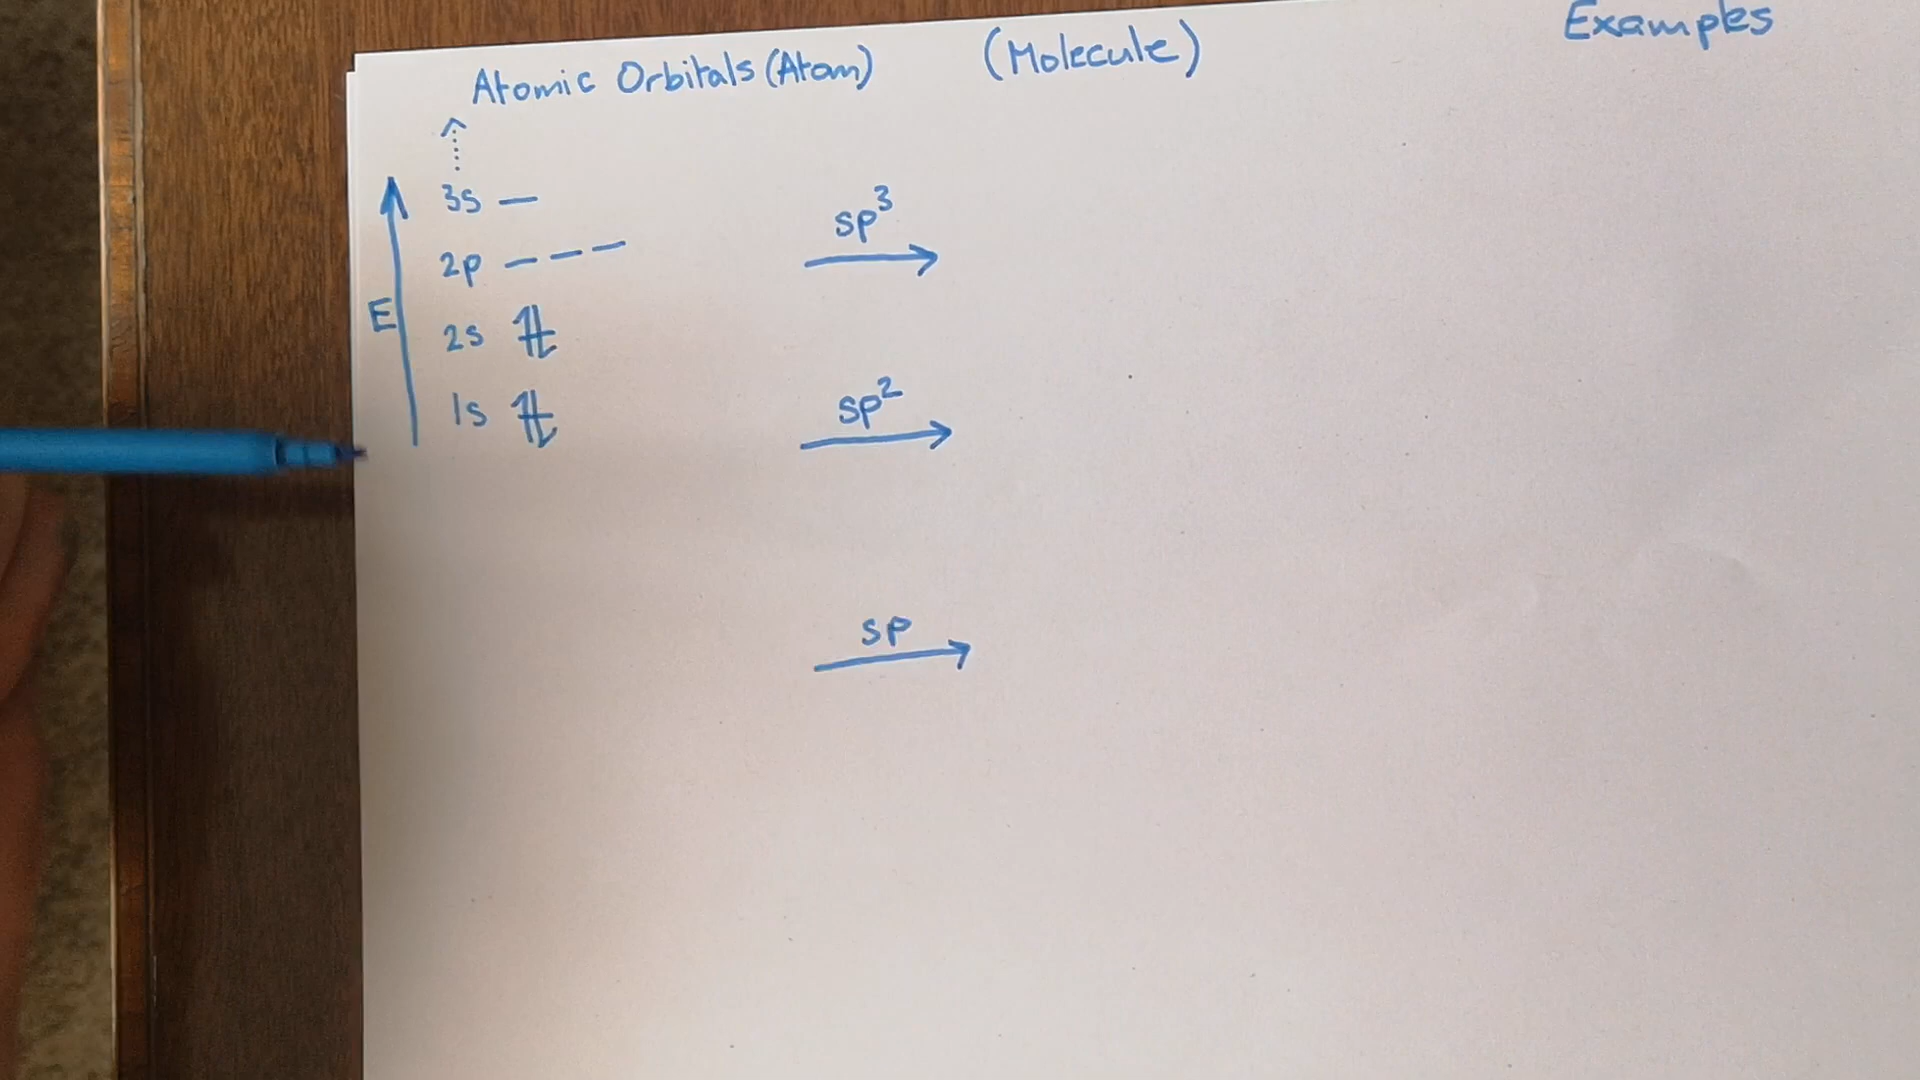 Atomic Orbitals (Atom)
(Molecule)
Examples
3s
2p
2s
1s
E
sp³
sp²
sp